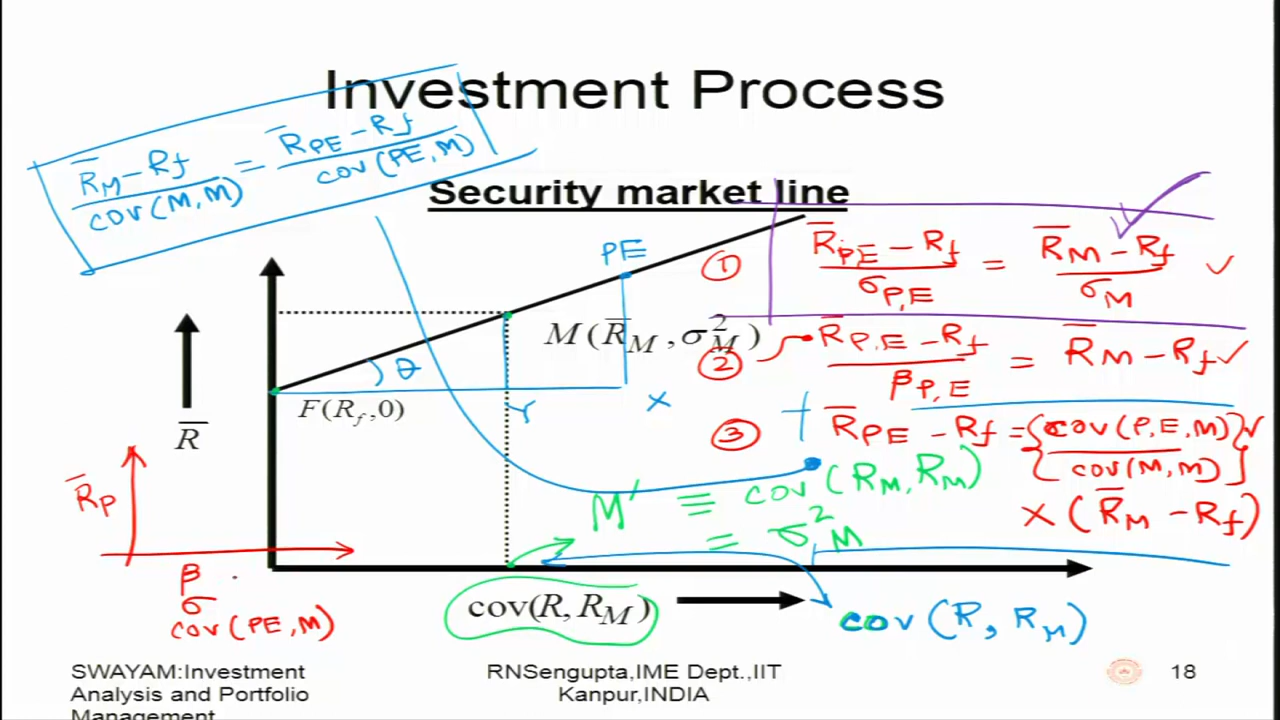 Investment Process
R̄M – Rf / cov(M, M) = R̄PE – Rf / cov(PE, M)
Security market line
PE
① R̄PE – Rf / σP,E = R̄M – Rf / σM ✓
M(R̄M, σ²M)
② R̄P,E – Rf / βP,E = R̄M – Rf ✓
θ
F(Rf, 0)
X
R̄
③ R̄PE – Rf = {cov(P,E,M) / cov(M,M)}
× (R̄M – Rf)
R̄P
M' ≡ cov(RM, RM)
= σ²M
β
σ
cov(PE, M)
cov(R, RM)
cov(R, RM)
SWAYAM:Investment
Analysis and Portfolio
Management
RNSengupta,IME Dept.,IIT
Kanpur,INDIA
18